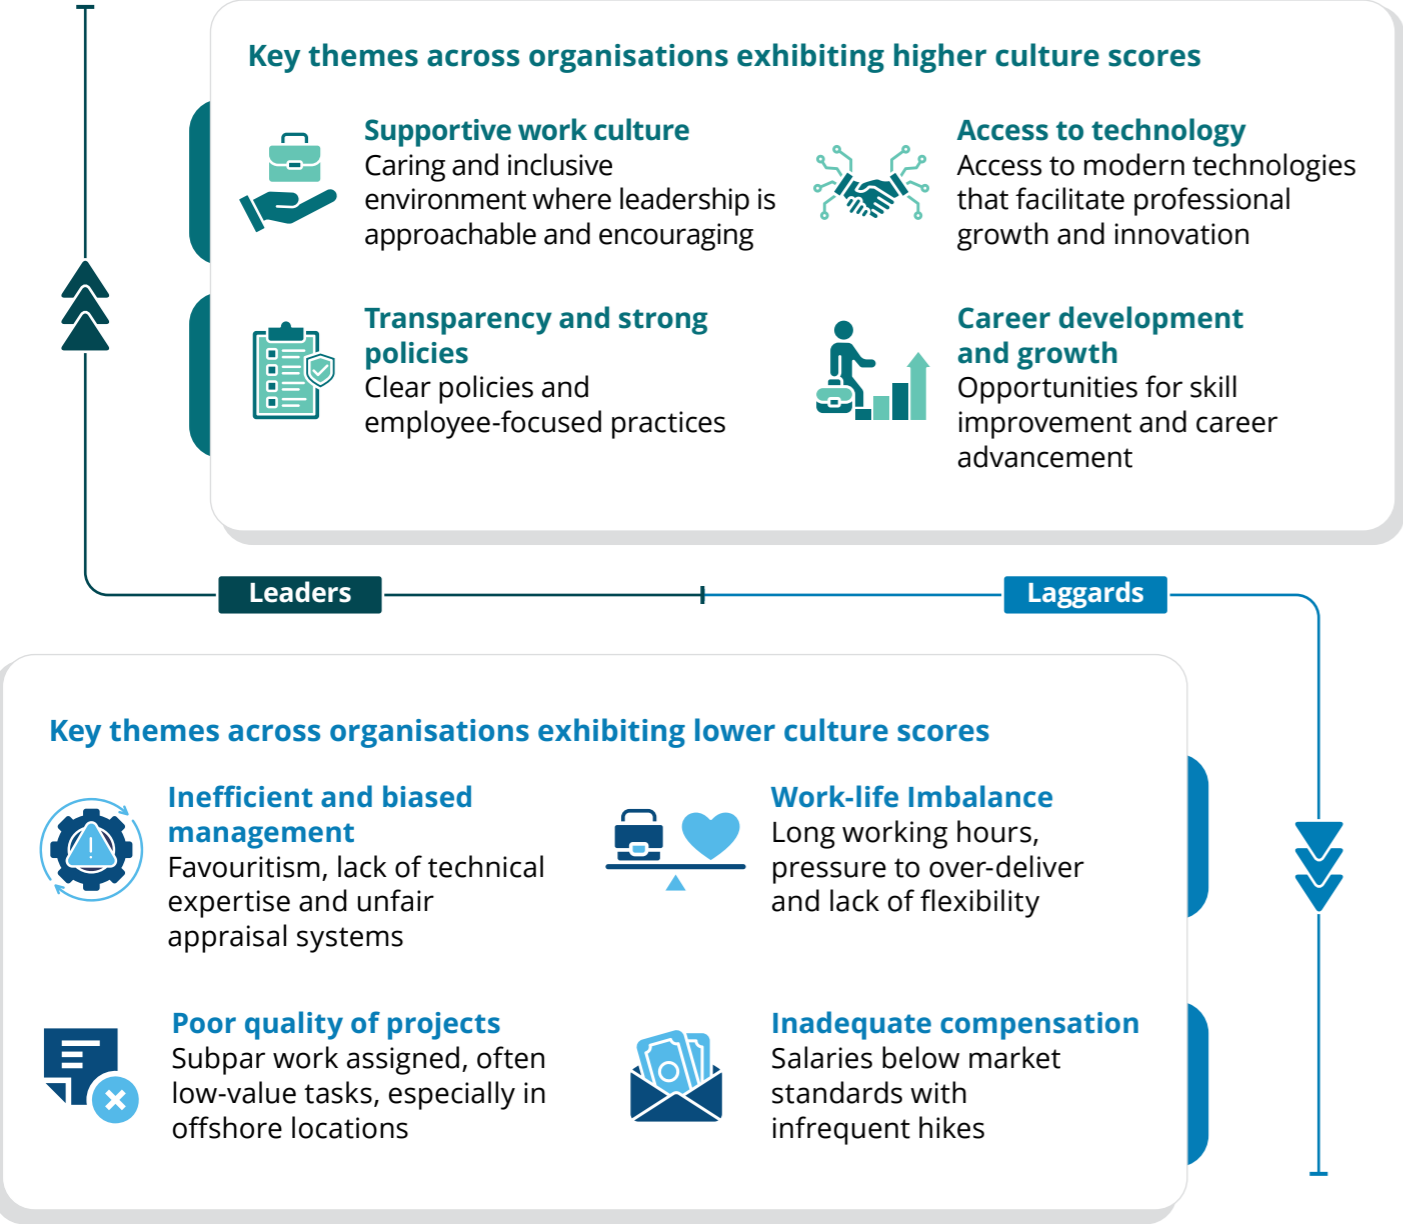 Key themes across organisations exhibiting higher culture scores
Supportive work culture
Caring and inclusive
environment where leadership is
approachable and encouraging
Access to technology
Access to modern technologies
that facilitate professional
growth and innovation
Transparency and strong
policies
Clear policies and
employee-focused practices
Career development
and growth
Opportunities for skill
improvement and career
advancement
Leaders
Laggards
Key themes across organisations exhibiting lower culture scores
Inefficient and biased
management
Favouritism, lack of technical
expertise and unfair
appraisal systems
Work-life Imbalance
Long working hours,
pressure to over-deliver
and lack of flexibility
Poor quality of projects
Subpar work assigned, often
low-value tasks, especially in
offshore locations
Inadequate compensation
Salaries below market
standards with
infrequent hikes